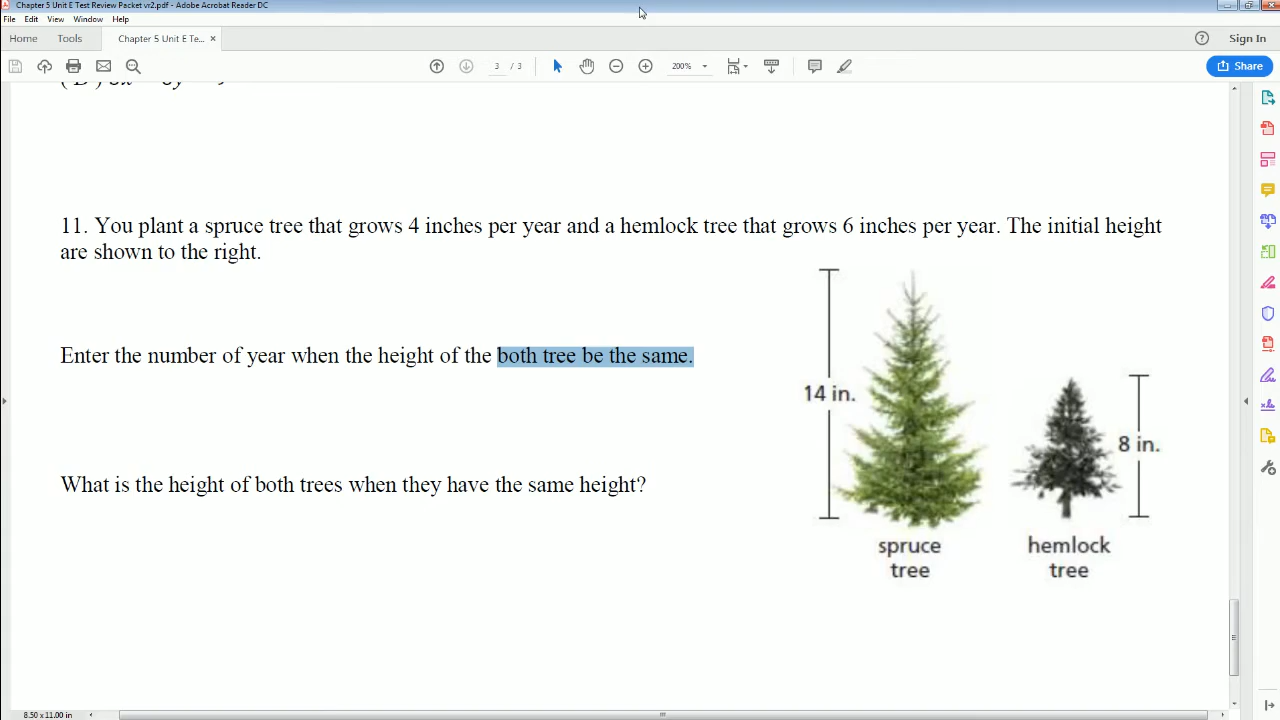 Chapter 5 Unit E Test Review Packet vr2.pdf - Adobe Acrobat Reader DC
File Edit View Window Help
Home Tools Chapter 5 Unit E Te... × Sign In
3 / 3 200% Share
11. You plant a spruce tree that grows 4 inches per year and a hemlock tree that grows 6 inches per year. The initial height
are shown to the right.
Enter the number of year when the height of the both tree be the same.
14 in.
8 in.
What is the height of both trees when they have the same height?
spruce
tree
hemlock
tree
8.50 x 11.00 in